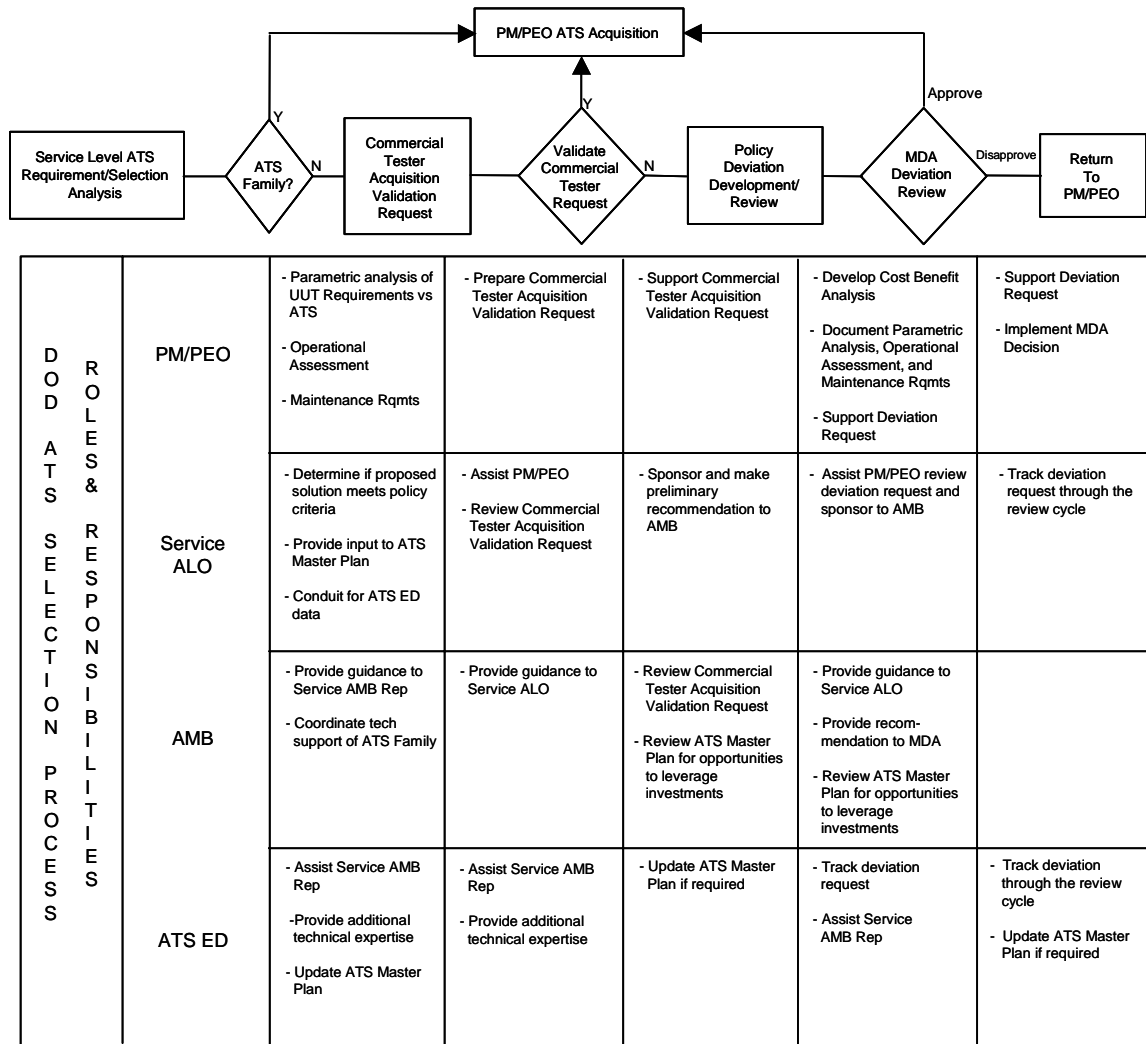 PM/PEO ATS Acquisition
Y
Y
Approve
Service Level ATS
Requirement/Selection
Analysis
ATS
Family?
N
Commercial
Tester
Acquisition
Validation
Request
Validate
Commercial
Tester
Request
N
Policy
Deviation
Development/
Review
MDA
Deviation
Review
Disapprove
Return
To
PM/PEO
DOD ATS SELECTION PROCESS
ROLES& RESPONSIBILITIES
PM/PEO
- Parametric analysis of
UUT Requirements vs
ATS
- Operational
Assessment
- Maintenance Rqmts
- Prepare Commercial
Tester Acquisition
Validation Request
- Support Commercial
Tester Acquisition
Validation Request
- Develop Cost Benefit
Analysis
- Document Parametric
Analysis, Operational
Assessment, and
Maintenance Rqmts
- Support Deviation
Request
- Support Deviation
Request
- Implement MDA
Decision
Service
ALO
- Determine if proposed
solution meets policy
criteria
- Provide input to ATS
Master Plan
- Conduit for ATS ED
data
- Assist PM/PEO
- Review Commercial
Tester Acquisition
Validation Request
- Sponsor and make
preliminary
recommendation to
AMB
- Assist PM/PEO review
deviation request and
sponsor to AMB
- Track deviation
request through the
review cycle
AMB
- Provide guidance to
Service AMB Rep
- Coordinate tech
support of ATS Family
- Provide guidance to
Service ALO
- Review Commercial
Tester Acquisition
Validation Request
- Review ATS Master
Plan for opportunities
to leverage
investments
- Provide guidance to
Service ALO
- Provide recom-
mendation to MDA
- Review ATS Master
Plan for opportunities
to leverage
investments
ATS ED
- Assist Service AMB
Rep
-Provide additional
technical expertise
- Update ATS Master
Plan
- Assist Service AMB
Rep
- Provide additional
technical expertise
- Update ATS Master
Plan if required
- Track deviation
request
- Assist Service
AMB Rep
- Track deviation
through the review
cycle
- Update ATS Master
Plan if required